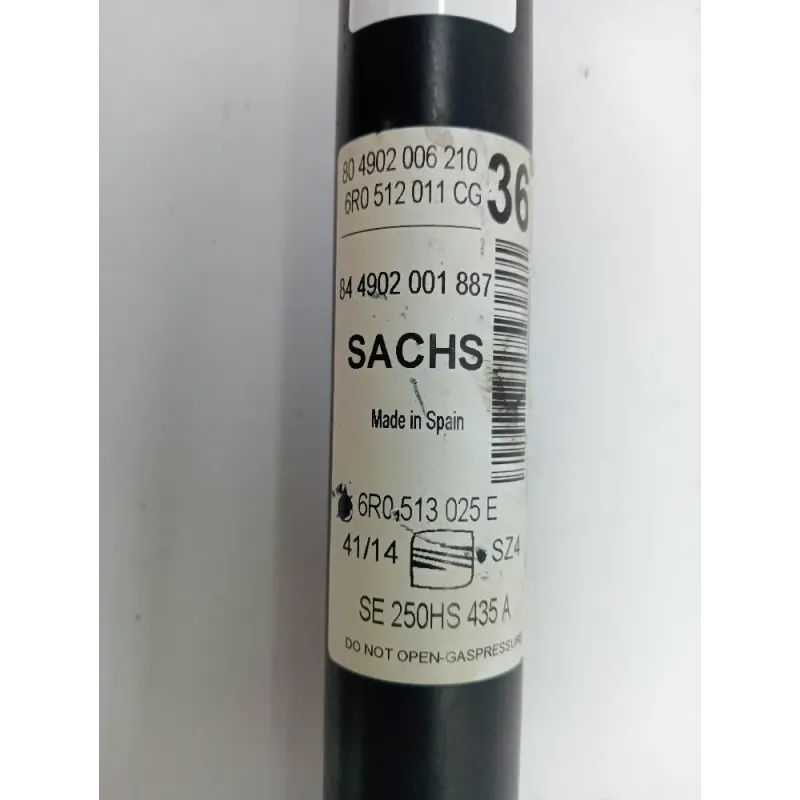 80 4902 006 210
6R0 512 011 CG
36
84 4902 001 887
SACHS
Made in Spain
6R0 513 025 E
41/14 SZ4
SE 250HS 435 A
DO NOT OPEN-GASPRESSURE